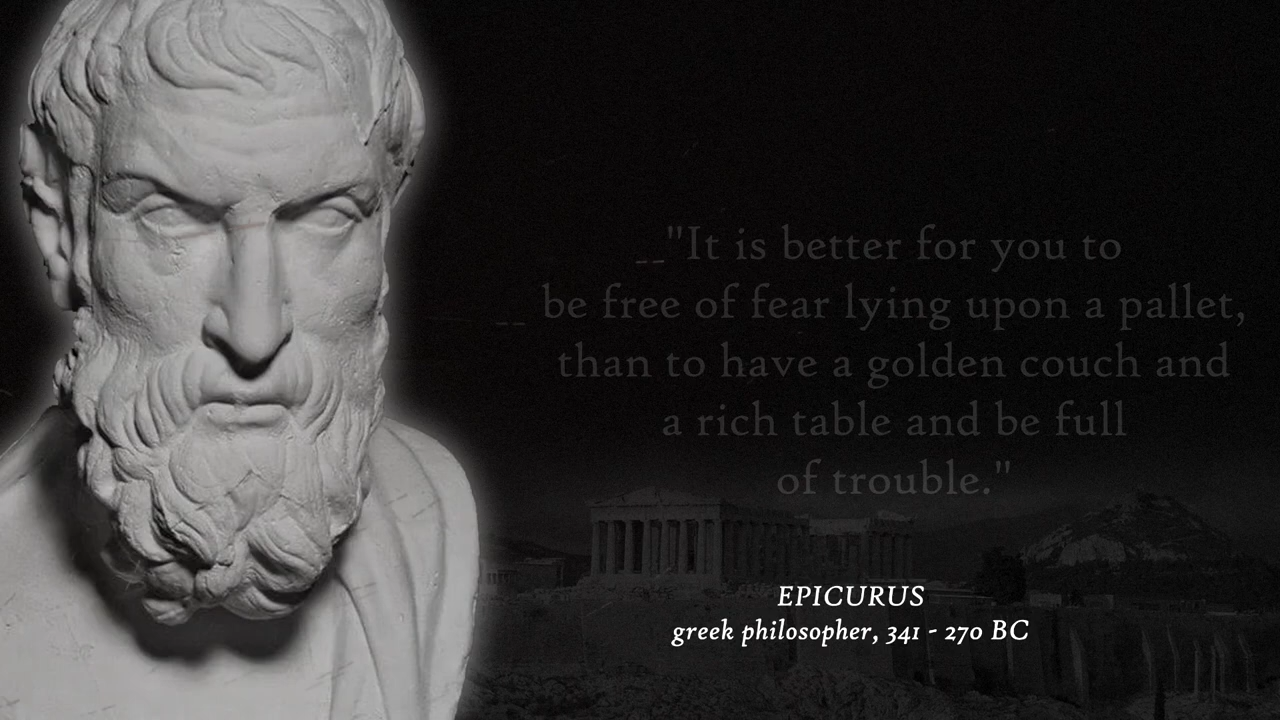 "It is better for you to
be free of fear lying upon a pallet,
than to have a golden couch and
a rich table and be full
of trouble."
EPICURUS
greek philosopher, 341 - 270 BC